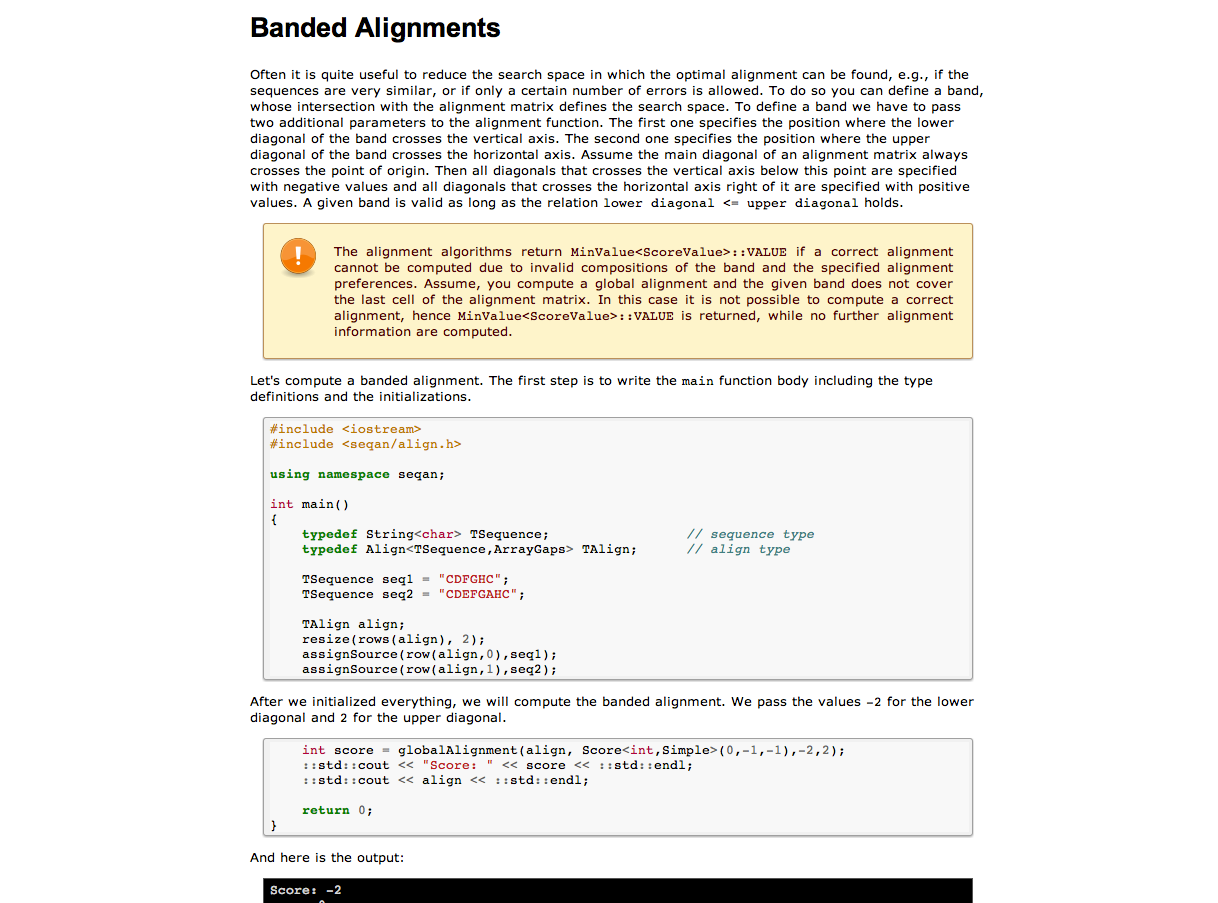 Banded Alignments
Often it is quite useful to reduce the search space in which the optimal alignment can be found, e.g., if the
sequences are very similar, or if only a certain number of errors is allowed. To do so you can define a band,
whose intersection with the alignment matrix defines the search space. To define a band we have to pass
two additional parameters to the alignment function. The first one specifies the position where the lower
diagonal of the band crosses the vertical axis. The second one specifies the position where the upper
diagonal of the band crosses the horizontal axis. Assume the main diagonal of an alignment matrix always
crosses the point of origin. Then all diagonals that crosses the vertical axis below this point are specified
with negative values and all diagonals that crosses the horizontal axis right of it are specified with positive
values. A given band is valid as long as the relation lower diagonal <= upper diagonal holds.
!
The alignment algorithms return MinValue<ScoreValue>::VALUE if a correct alignment
cannot be computed due to invalid compositions of the band and the specified alignment
preferences. Assume, you compute a global alignment and the given band does not cover
the last cell of the alignment matrix. In this case it is not possible to compute a correct
alignment, hence MinValue<ScoreValue>::VALUE is returned, while no further alignment
information are computed.
Let's compute a banded alignment. The first step is to write the main function body including the type
definitions and the initializations.
#include <iostream>
#include <seqan/align.h>
using namespace seqan;
int main()
{
typedef String<char> TSequence; // sequence type
typedef Align<TSequence,ArrayGaps> TAlign; // align type
TSequence seq1 = "CDFGHC";
TSequence seq2 = "CDEFGAHC";
TAlign align;
resize(rows(align), 2);
assignSource(row(align,0),seq1);
assignSource(row(align,1),seq2);
After we initialized everything, we will compute the banded alignment. We pass the values -2 for the lower
diagonal and 2 for the upper diagonal.
int score = globalAlignment(align, Score<int,Simple>(0,-1,-1),-2,2);
::std::cout << "Score: " << score << ::std::endl;
::std::cout << align << ::std::endl;
return 0;
}
And here is the output:
Score: -2